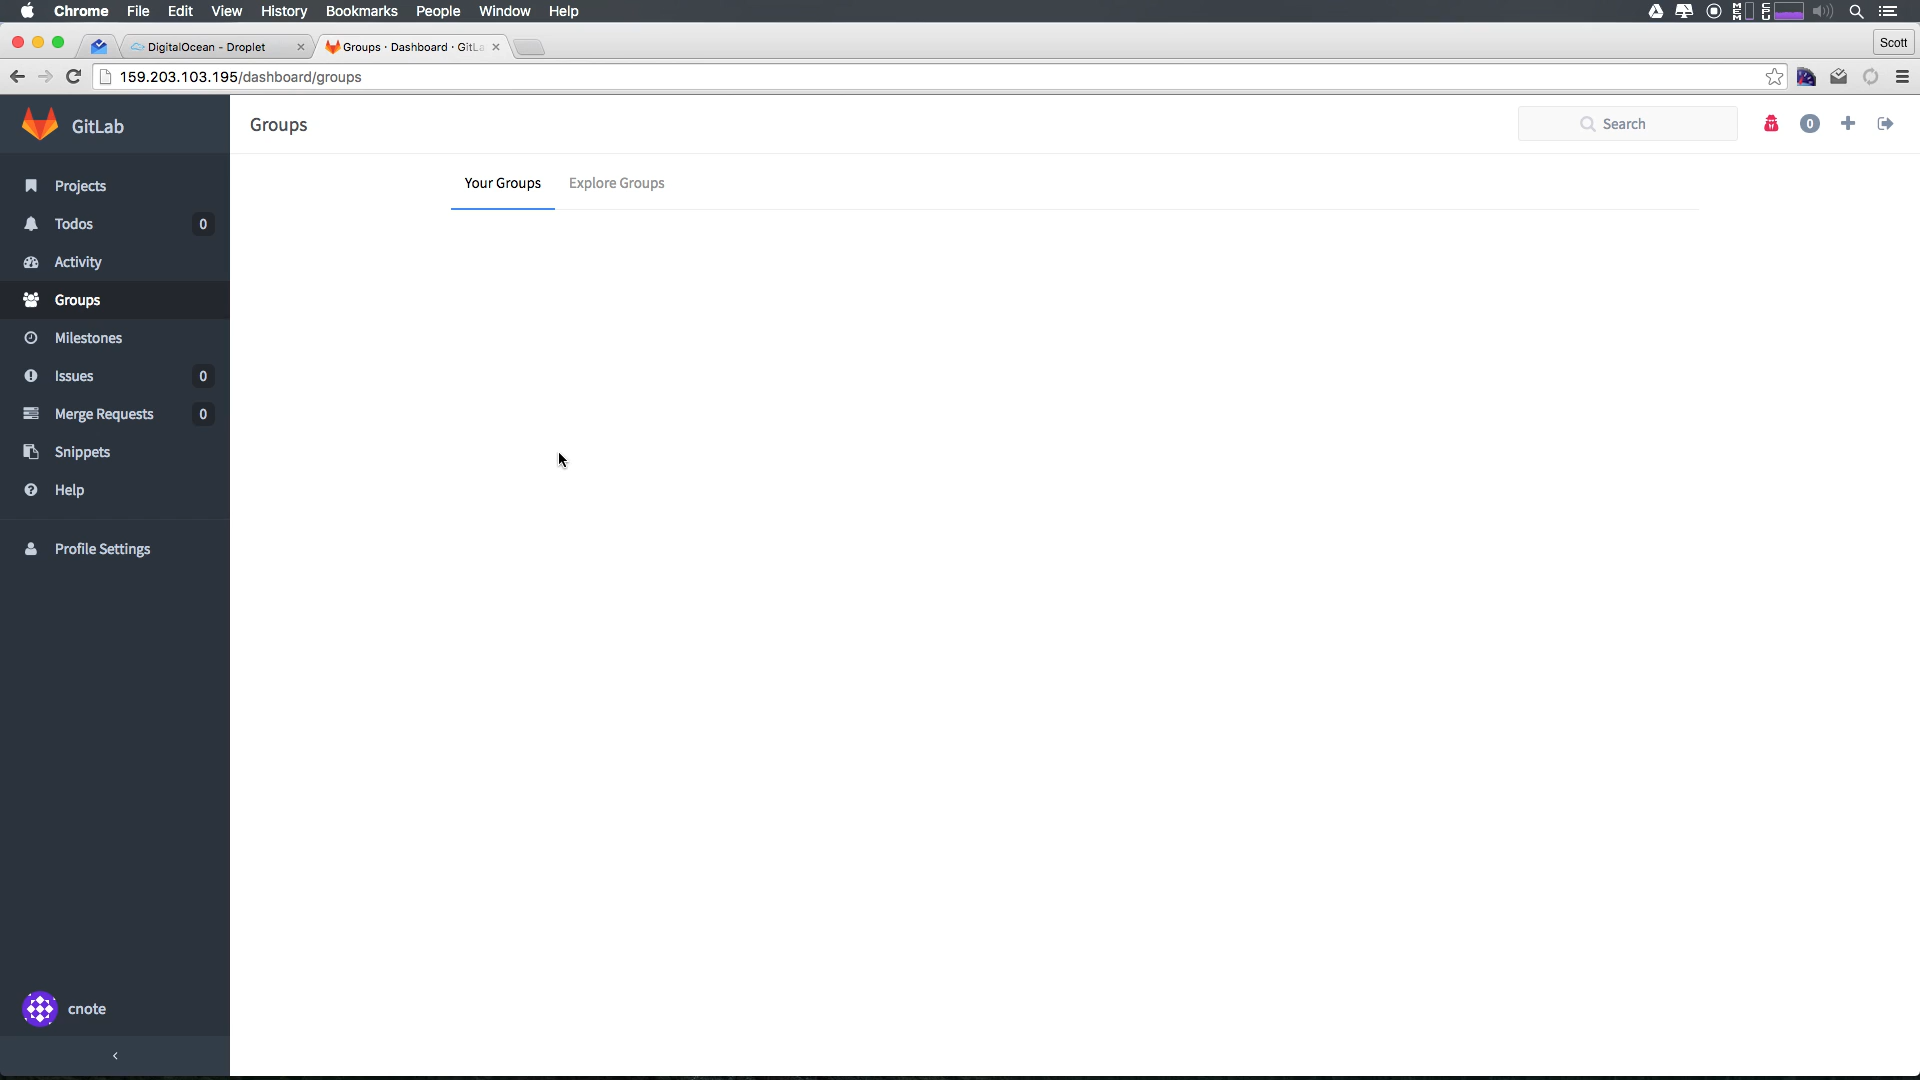 Chrome File Edit View History Bookmarks People Window Help
MEM CPU
DigitalOcean - Droplet
Groups · Dashboard · GitLa
Scott
159.203.103.195/dashboard/groups
GitLab
Groups
Search
0
Projects
Your Groups Explore Groups
Todos 0
Activity
Groups
Milestones
Issues 0
Merge Requests 0
Snippets
Help
Profile Settings
cnote